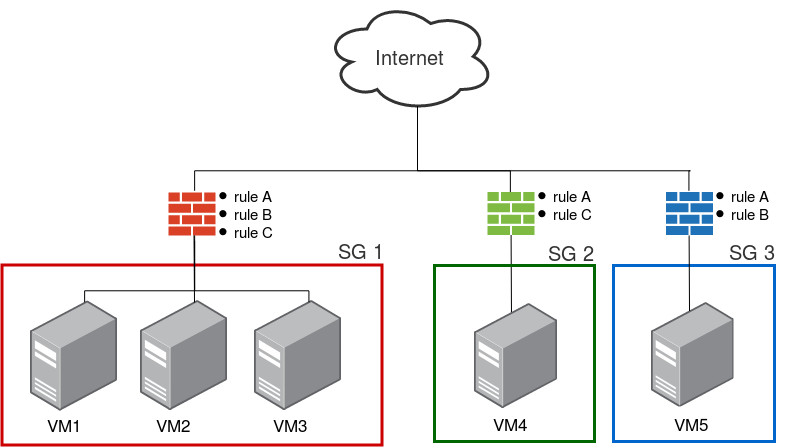 Internet
rule A
rule B
rule C
rule A
rule C
rule A
rule B
SG 1
SG 2
SG 3
VM1
VM2
VM3
VM4
VM5